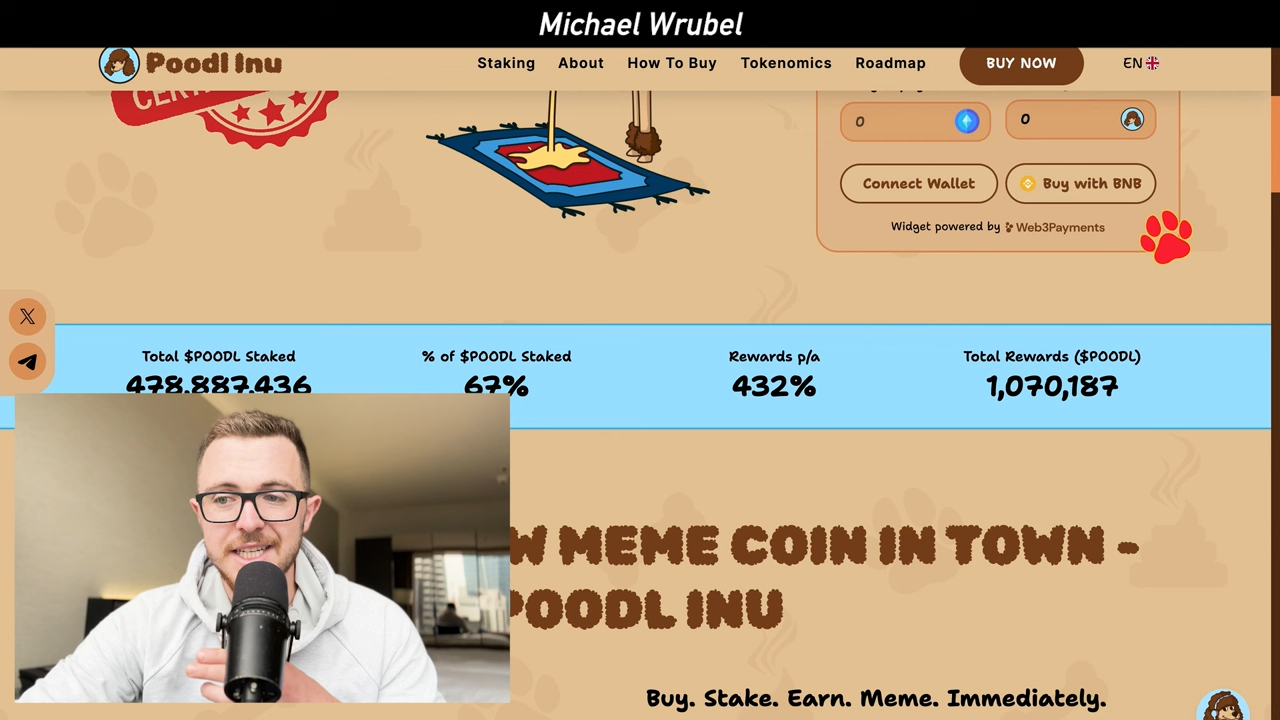 Michael Wrubel
Poodl Inu
Staking About How To Buy Tokenomics Roadmap BUY NOW EN
0 0
Connect Wallet Buy with BNB
Widget powered by Web3Payments
Total $POODL Staked % of $POODL Staked Rewards p/a Total Rewards ($POODL)
478,887,436 67% 432% 1,070,187
MEME COIN IN TOWN -
POODL INU
Buy. Stake. Earn. Meme. Immediately.